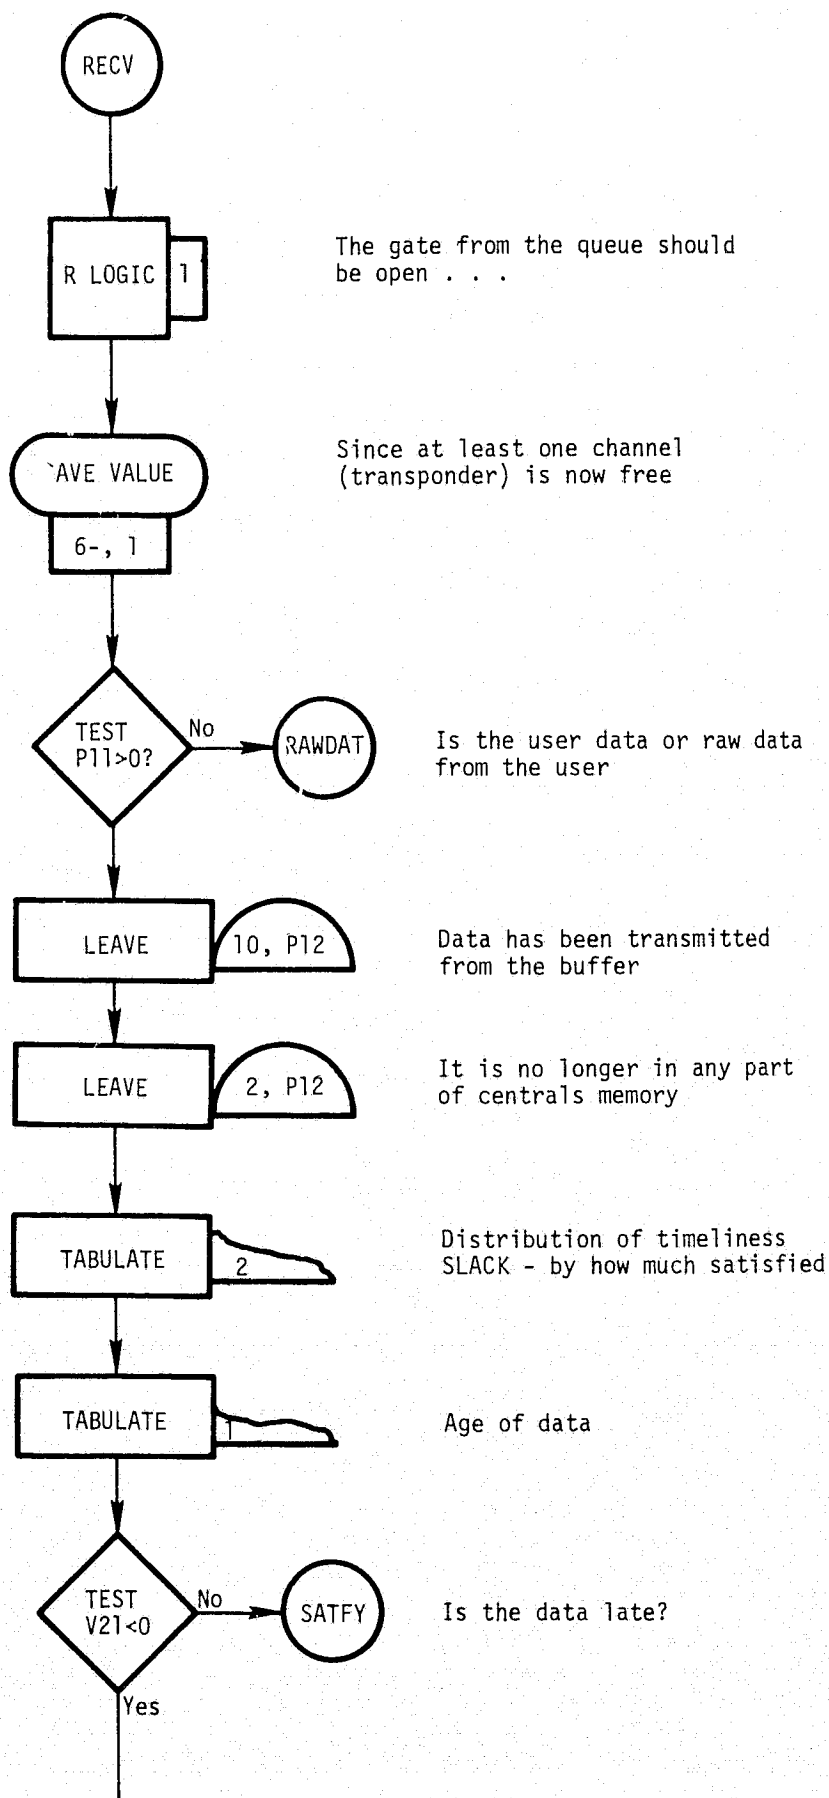 RECV
R LOGIC 1
The gate from the queue should
be open . . .
`AVE VALUE
6-, 1
Since at least one channel
(transponder) is now free
TEST
P11>0?
No
RAWDAT
Is the user data or raw data
from the user
LEAVE
10, P12
Data has been transmitted
from the buffer
LEAVE
2, P12
It is no longer in any part
of centrals memory
TABULATE
2
Distribution of timeliness
SLACK - by how much satisfied
TABULATE
1
Age of data
TEST
V21<0
No
SATFY
Is the data late?
Yes